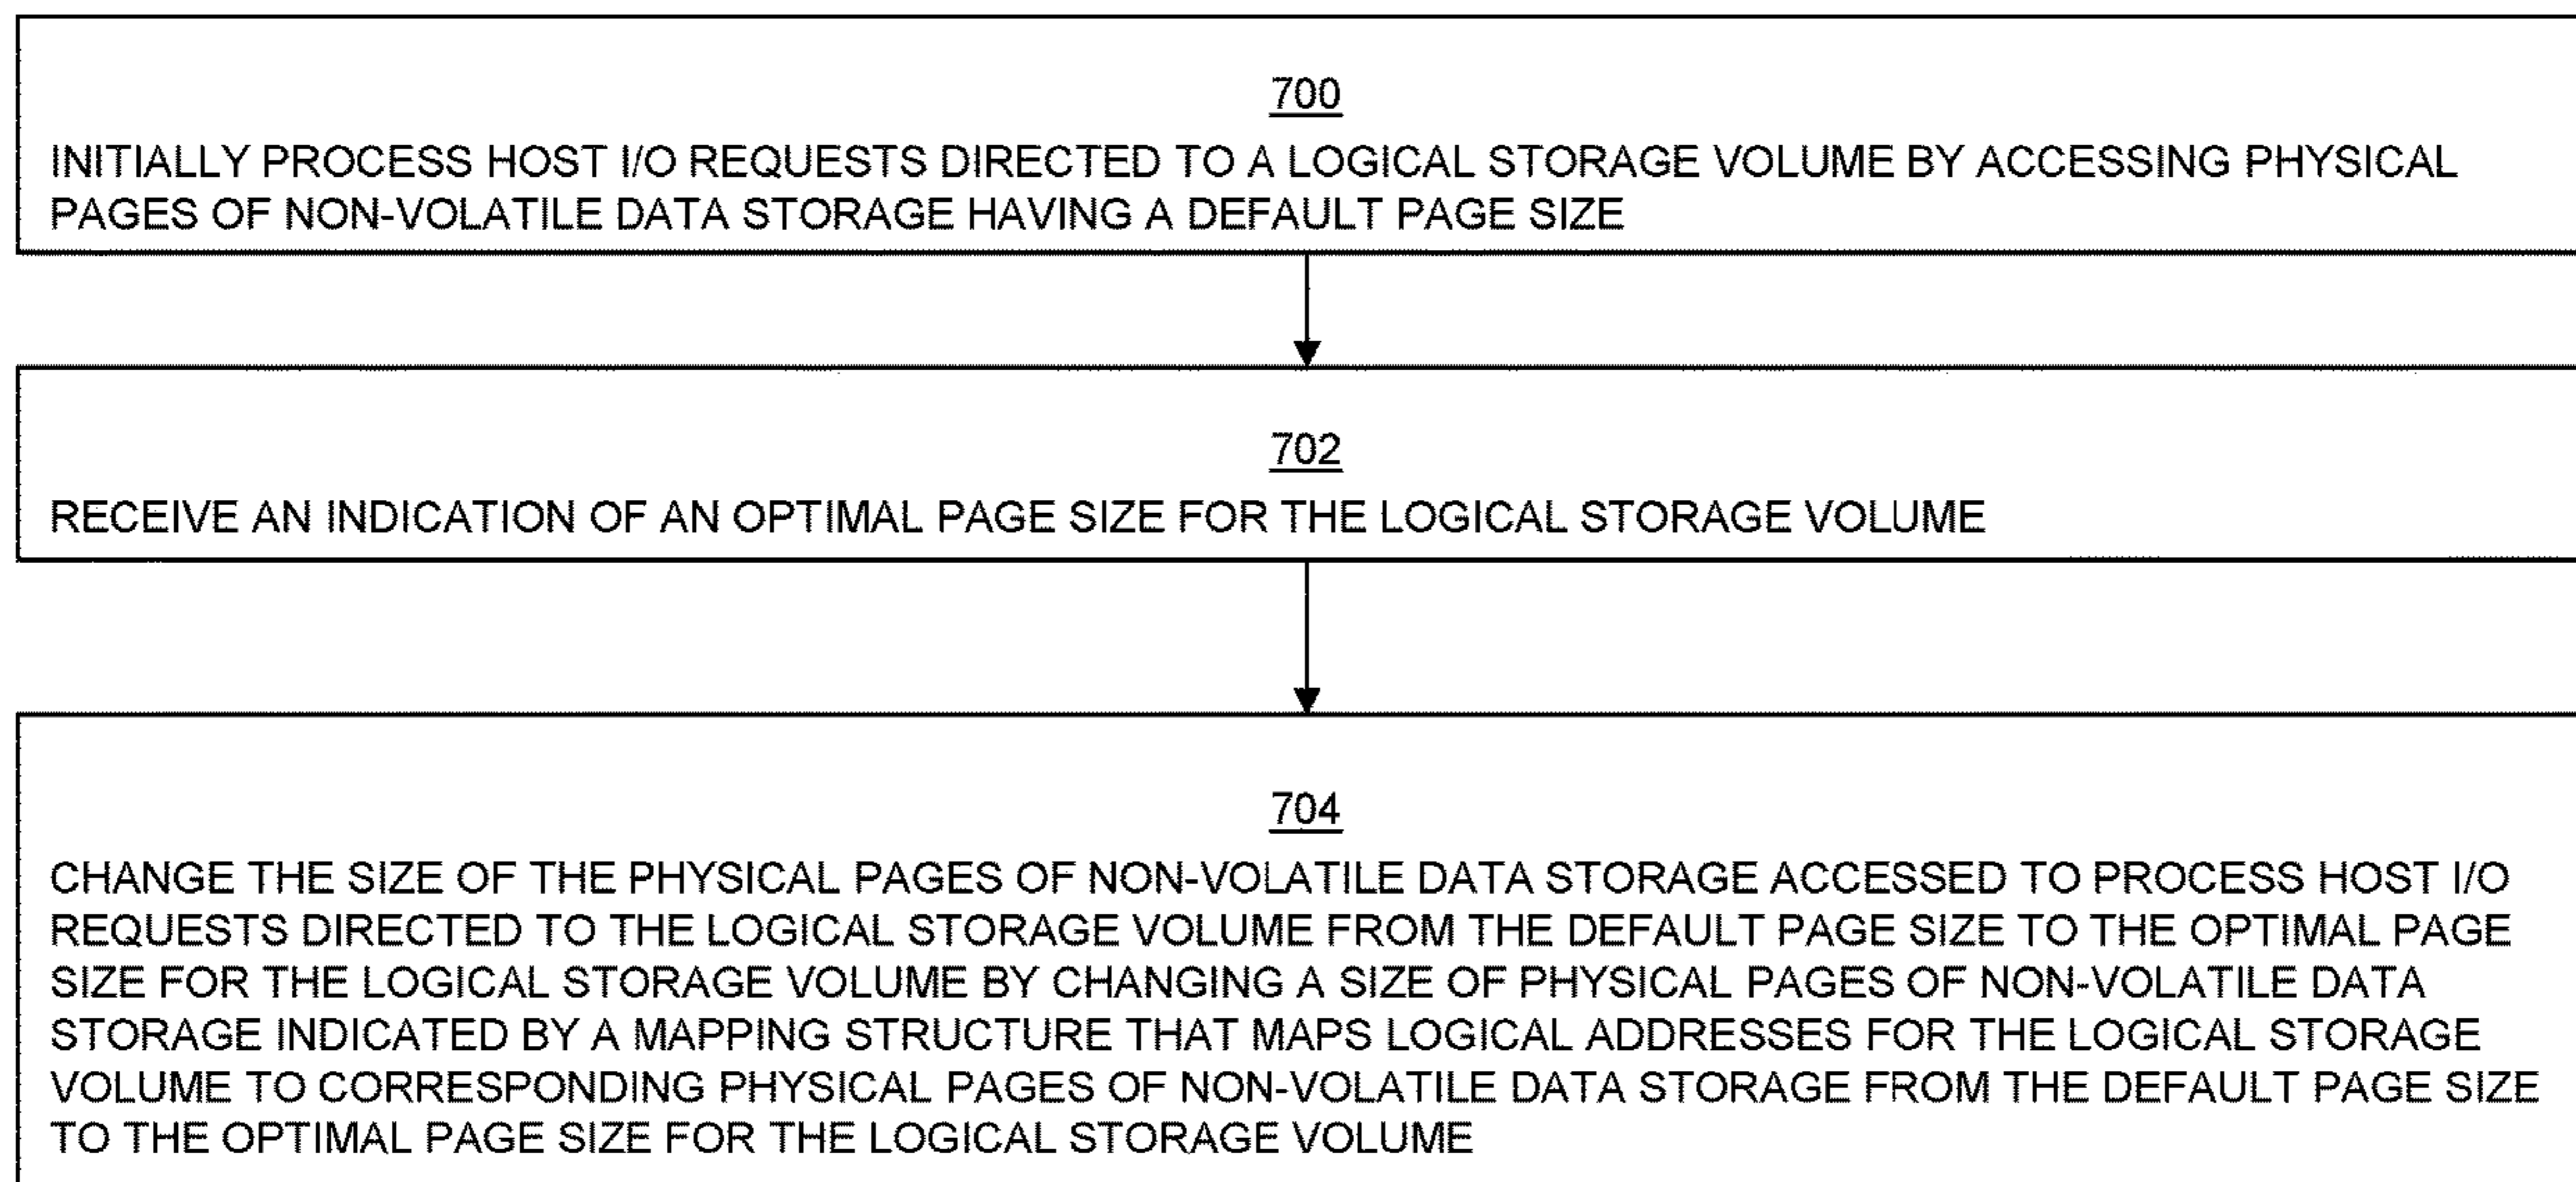 700
INITIALLY PROCESS HOST I/O REQUESTS DIRECTED TO A LOGICAL STORAGE VOLUME BY ACCESSING PHYSICAL
PAGES OF NON-VOLATILE DATA STORAGE HAVING A DEFAULT PAGE SIZE
702
RECEIVE AN INDICATION OF AN OPTIMAL PAGE SIZE FOR THE LOGICAL STORAGE VOLUME
704
CHANGE THE SIZE OF THE PHYSICAL PAGES OF NON-VOLATILE DATA STORAGE ACCESSED TO PROCESS HOST I/O
REQUESTS DIRECTED TO THE LOGICAL STORAGE VOLUME FROM THE DEFAULT PAGE SIZE TO THE OPTIMAL PAGE
SIZE FOR THE LOGICAL STORAGE VOLUME BY CHANGING A SIZE OF PHYSICAL PAGES OF NON-VOLATILE DATA
STORAGE INDICATED BY A MAPPING STRUCTURE THAT MAPS LOGICAL ADDRESSES FOR THE LOGICAL STORAGE
VOLUME TO CORRESPONDING PHYSICAL PAGES OF NON-VOLATILE DATA STORAGE FROM THE DEFAULT PAGE SIZE
TO THE OPTIMAL PAGE SIZE FOR THE LOGICAL STORAGE VOLUME